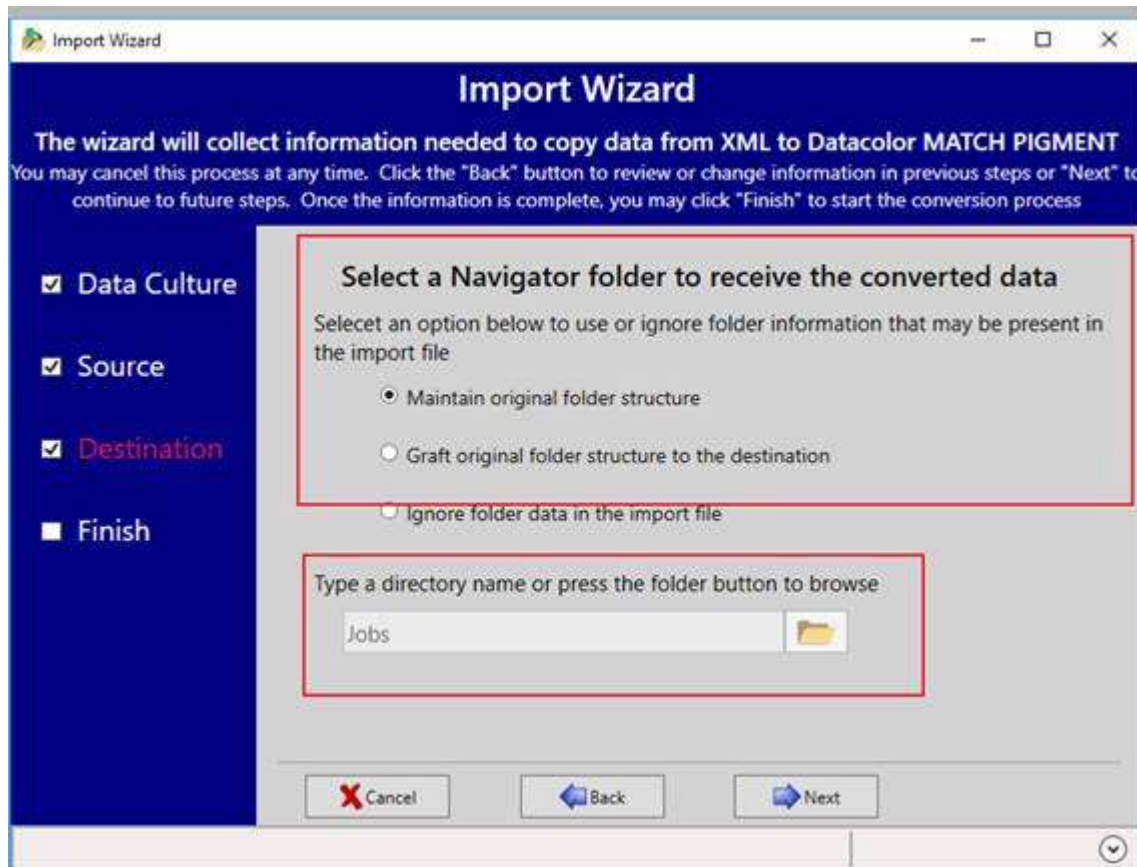 Import Wizard
Import Wizard
The wizard will collect information needed to copy data from XML to Datacolor MATCH PIGMENT
You may cancel this process at any time. Click the "Back" button to review or change information in previous steps or "Next" to
continue to future steps. Once the information is complete, you may click "Finish" to start the conversion process
Data Culture
Source
Destination
Finish
Select a Navigator folder to receive the converted data
Selecet an option below to use or ignore folder information that may be present in
the import file
Maintain original folder structure
Graft original folder structure to the destination
Ignore folder data in the import file
Type a directory name or press the folder button to browse
Jobs
Cancel
Back
Next